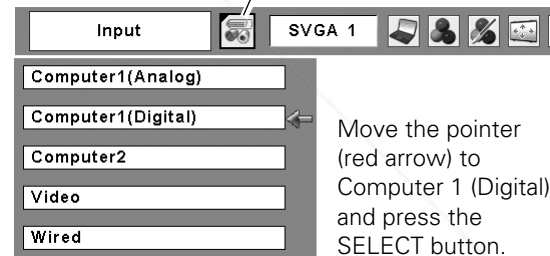 Input
SVGA 1
Computer1(Analog)
Computer1(Digital)
Computer2
Video
Wired
Move the pointer
(red arrow) to
Computer 1 (Digital)
and press the
SELECT button.